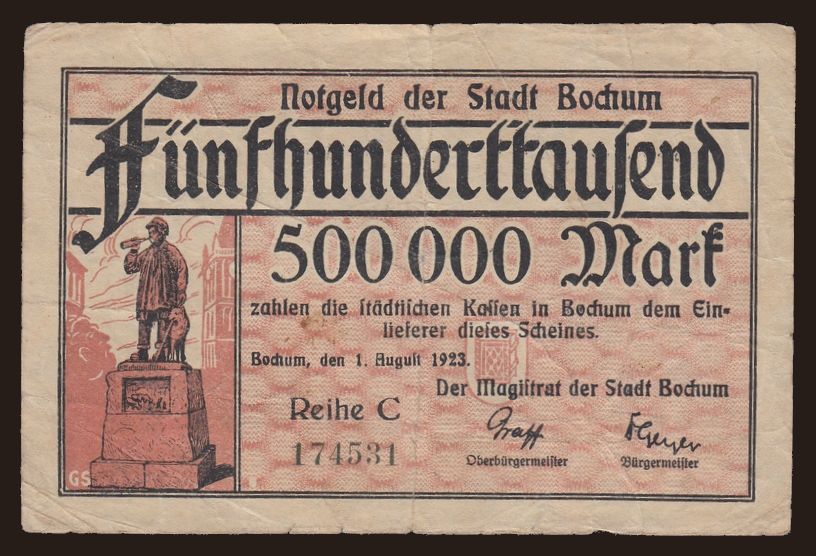 Notgeld der Stadt Bochum
Fünfhunderttausend
500 000 Mark
zahlen die städtischen Kassen in Bochum dem Ein-
lieferer dieses Scheines.
Bochum, den 1. August 1923.
Der Magistrat der Stadt Bochum
Reihe C
174531
Graff
Geyer
Oberbürgermeister
Bürgermeister
GS